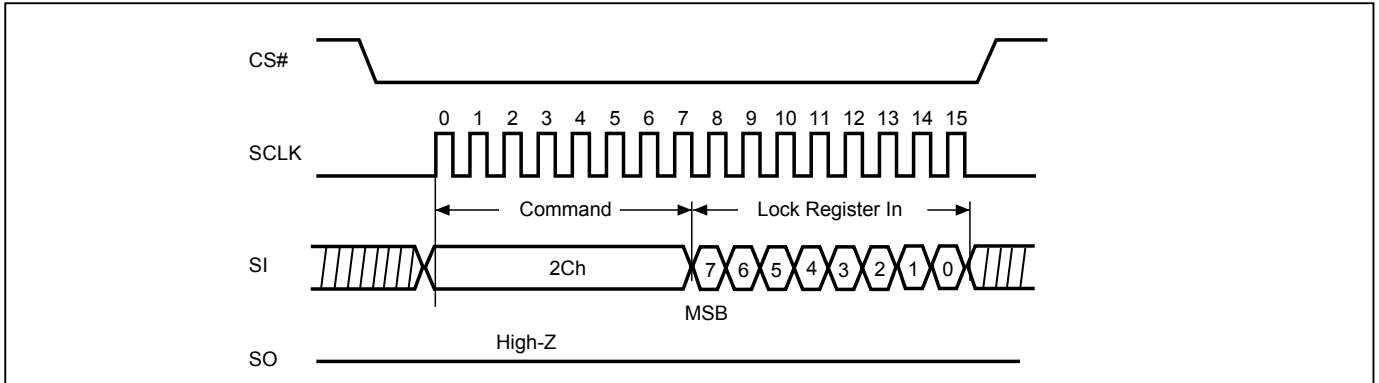 CS#
0 1 2 3 4 5 6 7 8 9 10 11 12 13 14 15
SCLK
Command Lock Register In
SI 2Ch 7 6 5 4 3 2 1 0
MSB
High-Z
SO